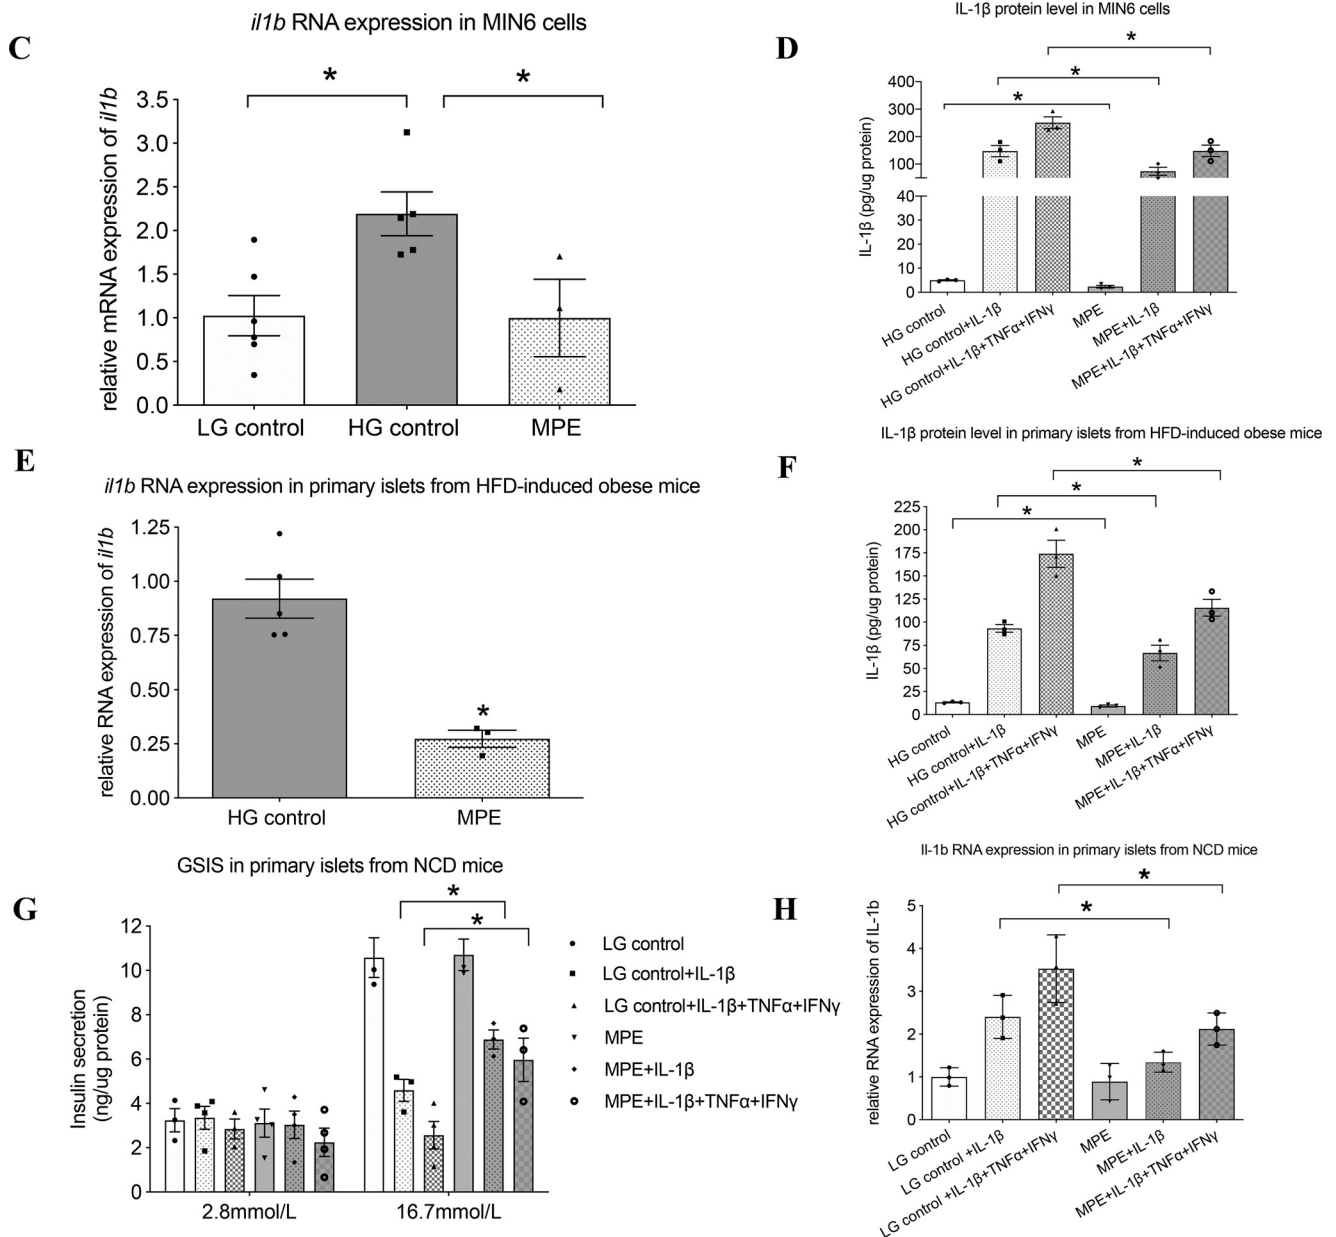 C
il1b RNA expression in MIN6 cells
relative mRNA expression of il1b
3.5
3.0
2.5
2.0
1.5
1.0
0.5
0.0
*
*
LG control
HG control
MPE
D
IL-1β protein level in MIN6 cells
IL-1β (pg/ug protein)
400
300
200
100
40
30
20
10
0
*
*
*
HG control
HG control+IL-1β
HG control+IL-1β+TNFα+IFNγ
MPE
MPE+IL-1β
MPE+IL-1β+TNFα+IFNγ
E
il1b RNA expression in primary islets from HFD-induced obese mice
relative RNA expression of il1b
1.25
1.00
0.75
0.50
0.25
0.00
*
HG control
MPE
F
IL-1β protein level in primary islets from HFD-induced obese mice
IL-1β (pg/ug protein)
225
200
175
150
125
100
75
50
25
0
*
*
*
HG control
HG control+IL-1β
HG control+IL-1β+TNFα+IFNγ
MPE
MPE+IL-1β
MPE+IL-1β+TNFα+IFNγ
G
GSIS in primary islets from NCD mice
Insulin secretion
(ng/ug protein)
12
10
8
6
4
2
0
*
*
2.8mmol/L
16.7mmol/L
LG control
LG control+IL-1β
LG control+IL-1β+TNFα+IFNγ
MPE
MPE+IL-1β
MPE+IL-1β+TNFα+IFNγ
H
Il-1b RNA expression in primary islets from NCD mice
relative RNA expression of IL-1b
5
4
3
2
1
0
*
*
LG control
LG control +IL-1β
LG control +IL-1β+TNFα+IFNγ
MPE
MPE+IL-1β
MPE+IL-1β+TNFα+IFNγ